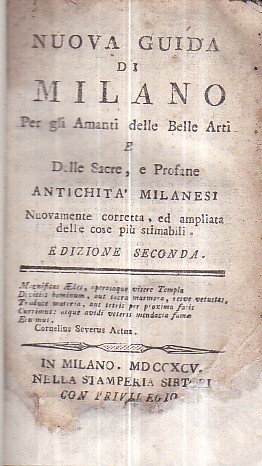 NUOVA GUIDA
DI
MILANO
Per gli Amanti delle Belle Arti
E
Delle Sacre, e Profane
ANTICHITA' MILANESI
Nuovamente corretta, ed ampliata
delle cose più stimabili.
EDIZIONE SECONDA.
Magnificas Ædes, operosaque visere Templa
Divitiis hominum, aut sacra marmora, resve vetustas,
Traduce materia, aut terris per proxima fatis
Currimus: atque avidi veteris mendacia famæ
Eruimus.
Cornelius Severus Aetna.
IN MILANO. MDCCXCV.
NELLA STAMPERIA SIRTORI
CON PRIVILEGIO.